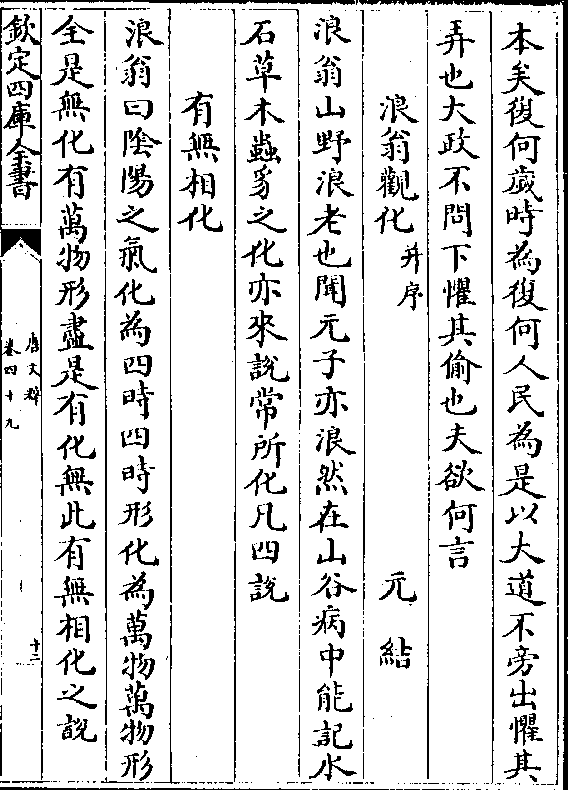 本矣復何歲時為復何人民為是以大道不旁出懼其
弄也大政不問下懼其偷也夫欲何言
浪翁觀化并序 元結
浪翁山野浪老也聞元子亦浪然在山谷病中能記水
石草木蟲豸之化亦來説常所化凡四説
有無相化
浪翁曰陰陽之氣化為四時四時形化為萬物萬物形
全是無化有萬物形盡是有化無此有無相化之説
欽定四庫全書
唐文粹
卷四十九
十二